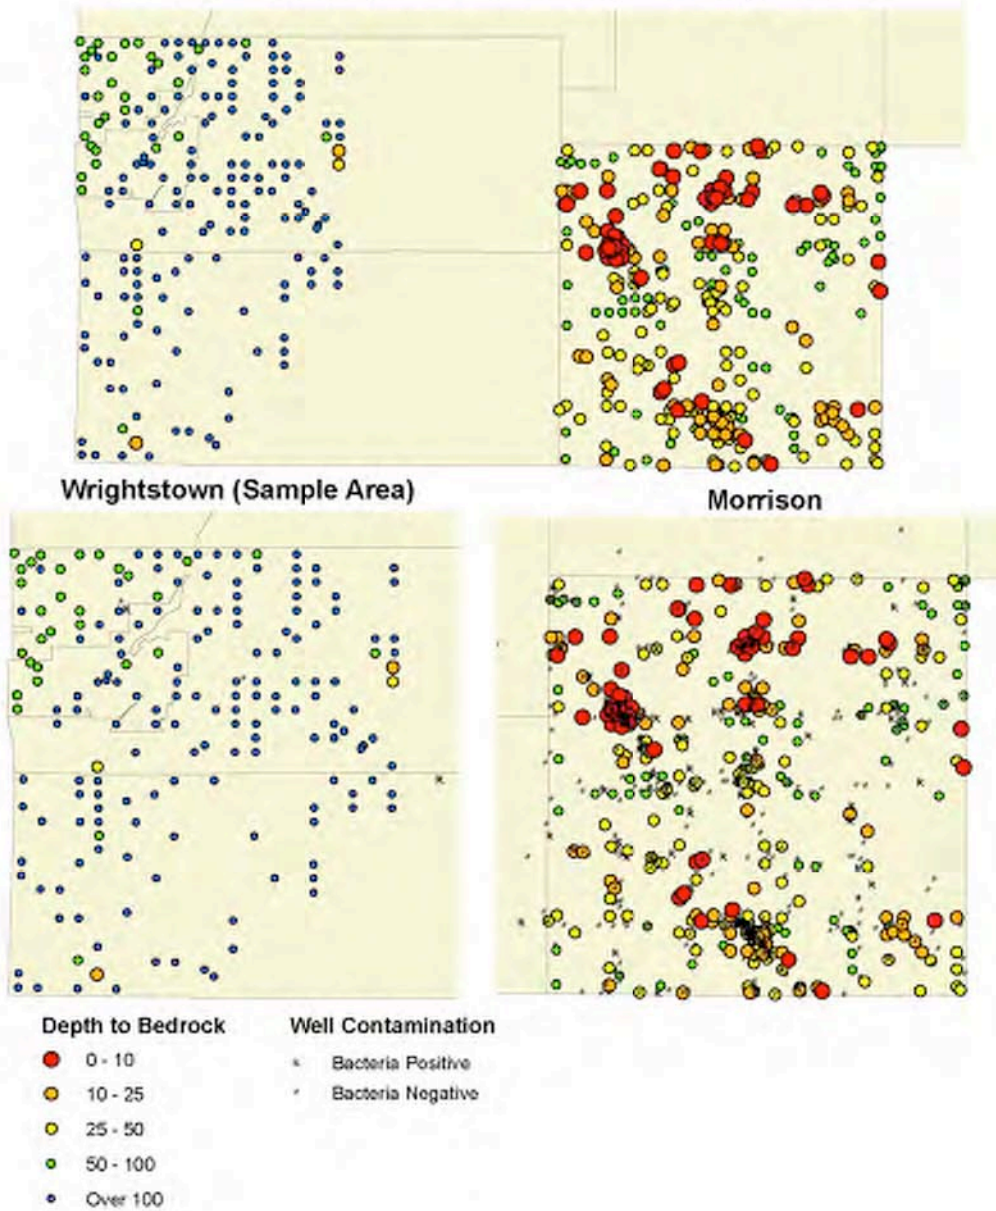 Wrightstown (Sample Area)
Morrison
Depth to Bedrock
0 - 10
10 - 25
25 - 50
50 - 100
Over 100
Well Contamination
Bacteria Positive
Bacteria Negative